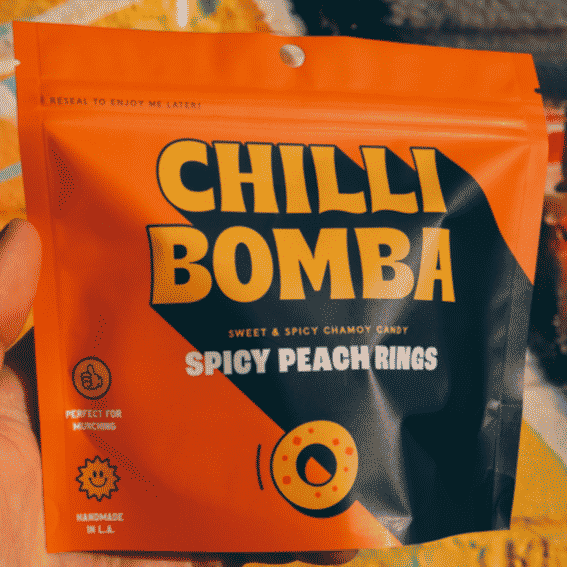 RESEAL TO ENJOY ME LATER!
CHILLI
BOMBA
SWEET & SPICY CHAMOY CANDY
SPICY PEACH RINGS
PERFECT FOR
MUNCHING
HANDMADE
IN L.A.